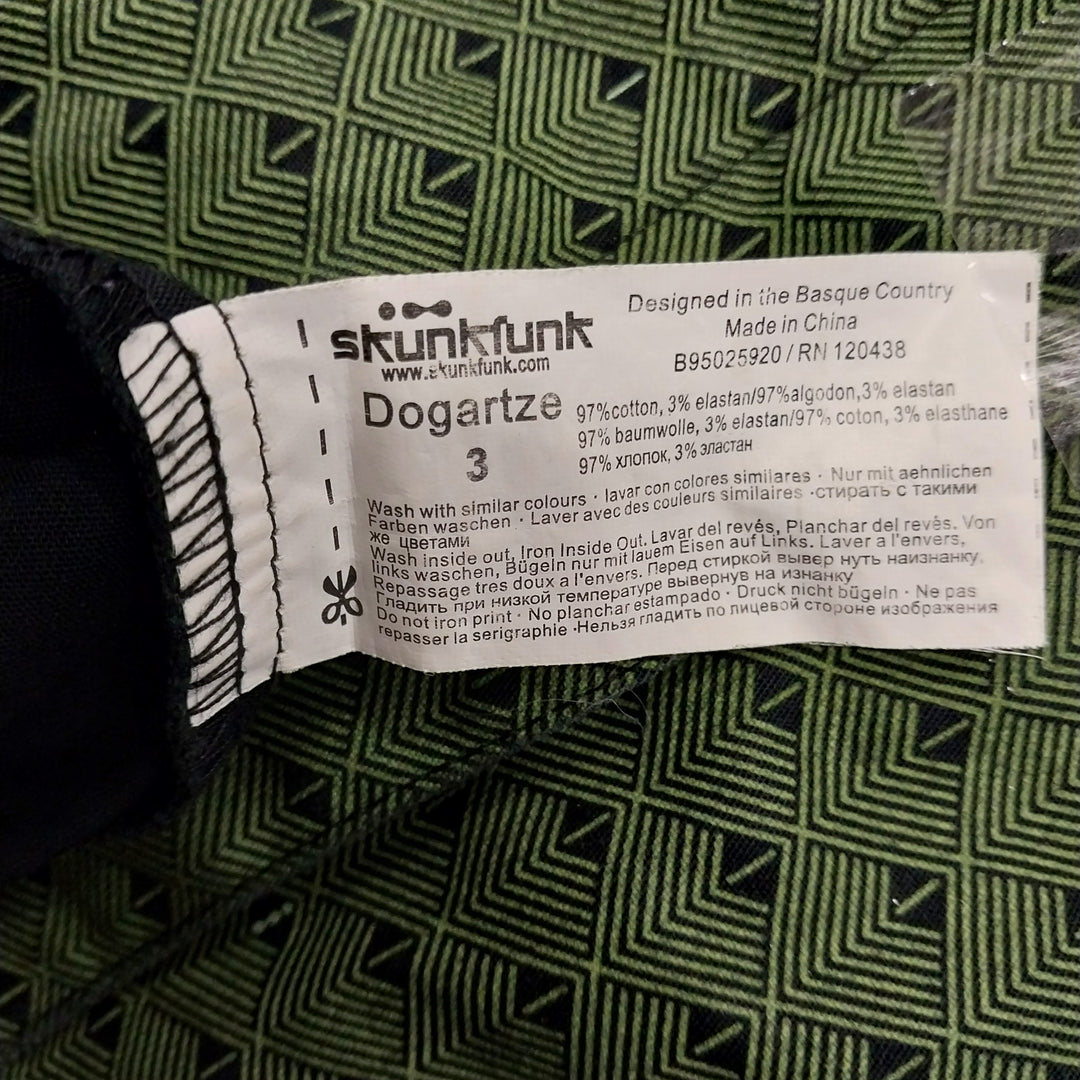 skunkfunk
www.skunkfunk.com
Dogartze
3
Designed in the Basque Country
Made in China
B95025920 / RN 120438
97%cotton, 3% elastan/97%algodon,3% elastan
97% baumwolle, 3% elastan/97% coton, 3% elasthane
97% хлопок, 3% эластан
Wash with similar colours · lavar con colores similares · Nur mit aehnlichen
Farben waschen · Laver avec des couleurs similaires ·стирать с такими
же цветами
Wash inside out, Iron Inside Out. Lavar del revés, Planchar del revés. Von
links waschen, Bügeln nur mit lauem Eisen auf Links. Laver a l'envers,
Repassage tres doux a l'envers. Перед стиркой вывер нуть наизнанку,
Гладить при низкой температуре вывернув на изнанку
Do not iron print · No planchar estampado · Druck nicht bügeln · Ne pas
repasser la serigraphie ·Нельзя гладить по лицевой стороне изображения